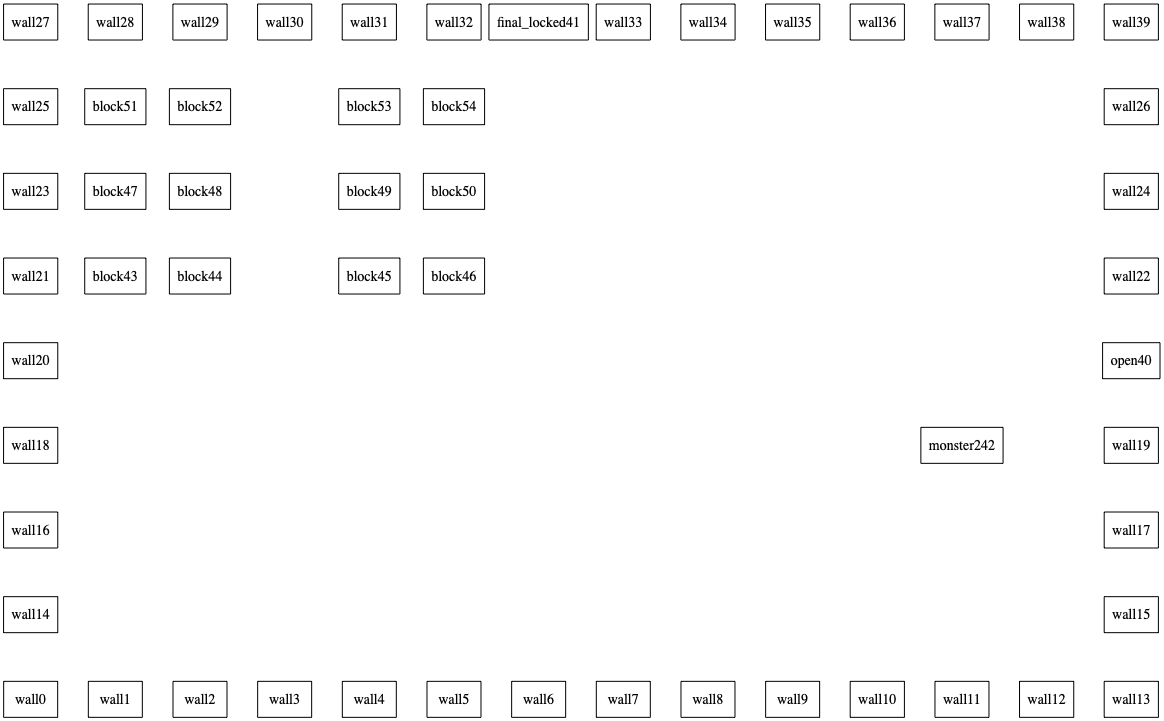 wall27 wall28 wall29 wall30 wall31 wall32 final_locked41 wall33 wall34 wall35 wall36 wall37 wall38 wall39
wall25 block51 block52 block53 block54 wall26
wall23 block47 block48 block49 block50 wall24
wall21 block43 block44 block45 block46 wall22
wall20 open40
wall18 monster242 wall19
wall16 wall17
wall14 wall15
wall0 wall1 wall2 wall3 wall4 wall5 wall6 wall7 wall8 wall9 wall10 wall11 wall12 wall13